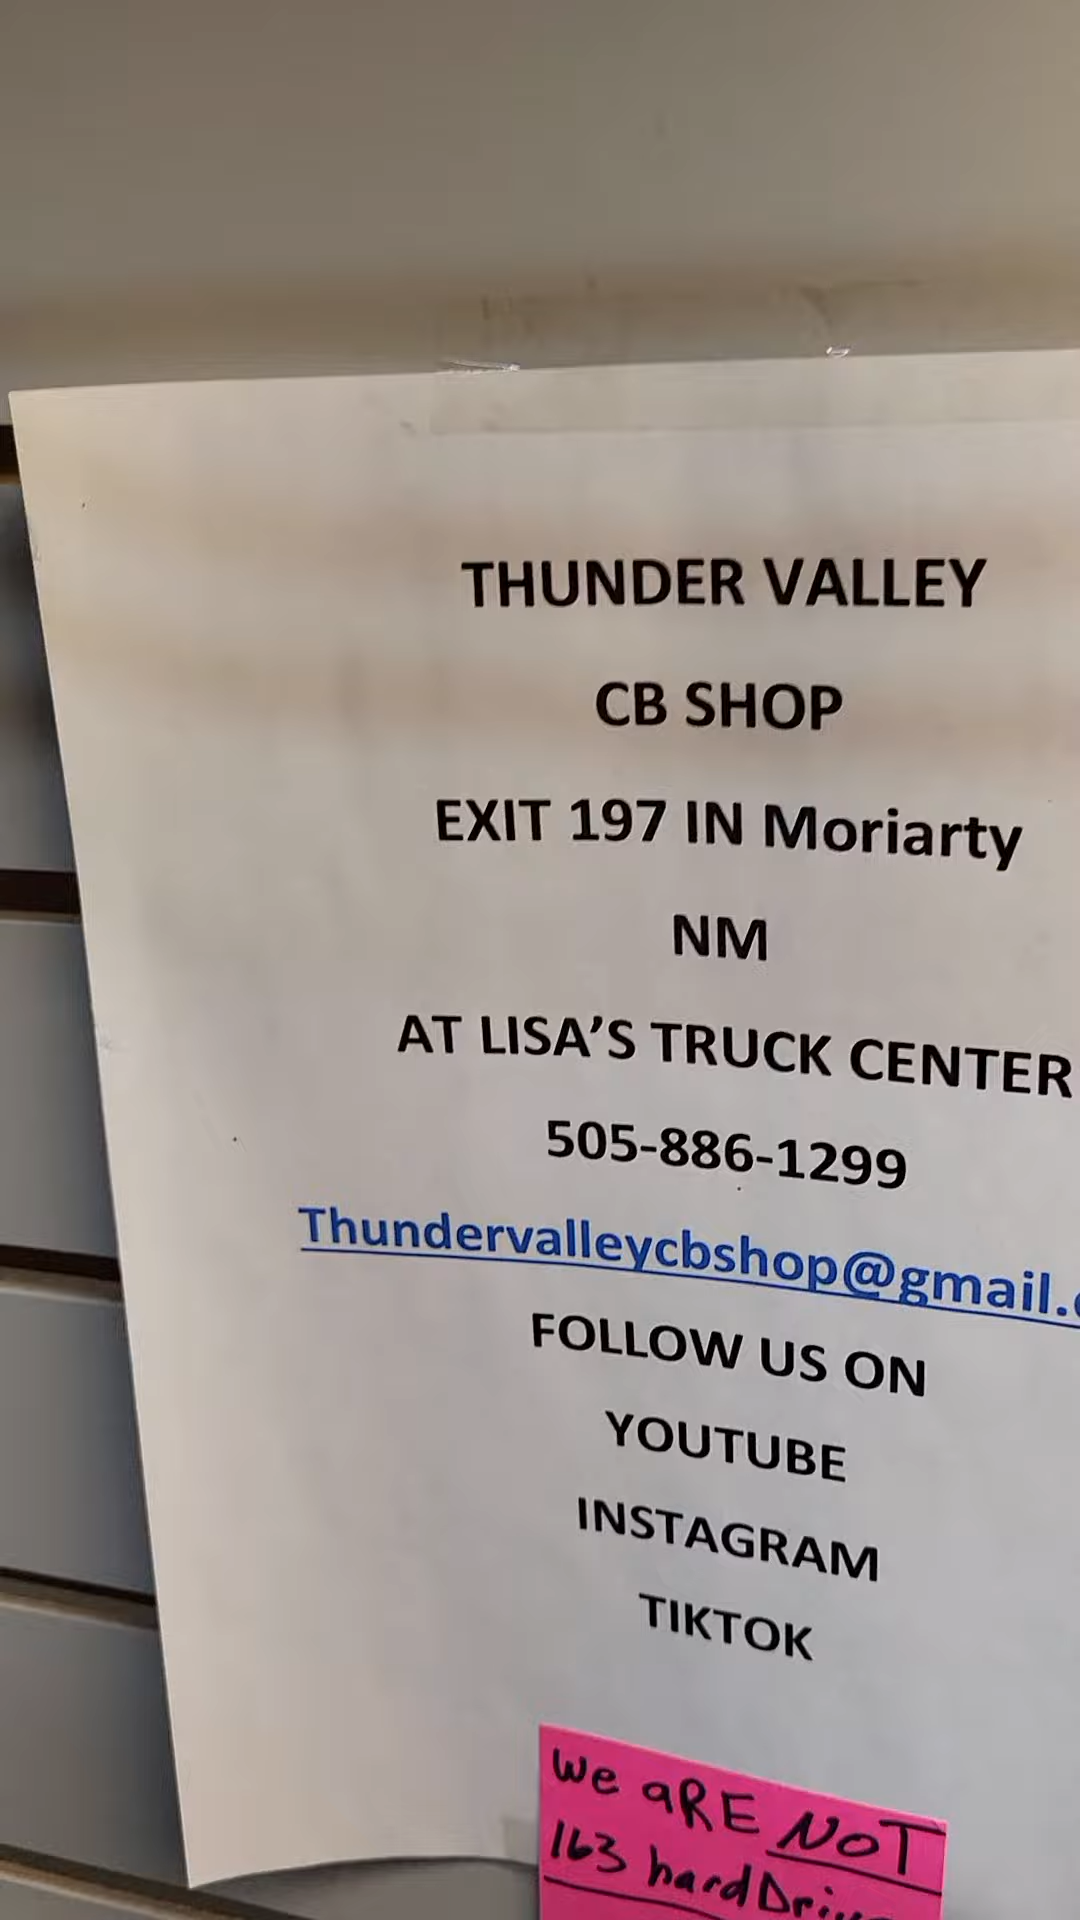 THUNDER VALLEY
CB SHOP
EXIT 197 IN Moriarty
NM
AT LISA'S TRUCK CENTER
505-886-1299
Thundervalleycbshop@gmail.
FOLLOW US ON
YOUTUBE
INSTAGRAM
TIKTOK
We aRE NOT
163 hard